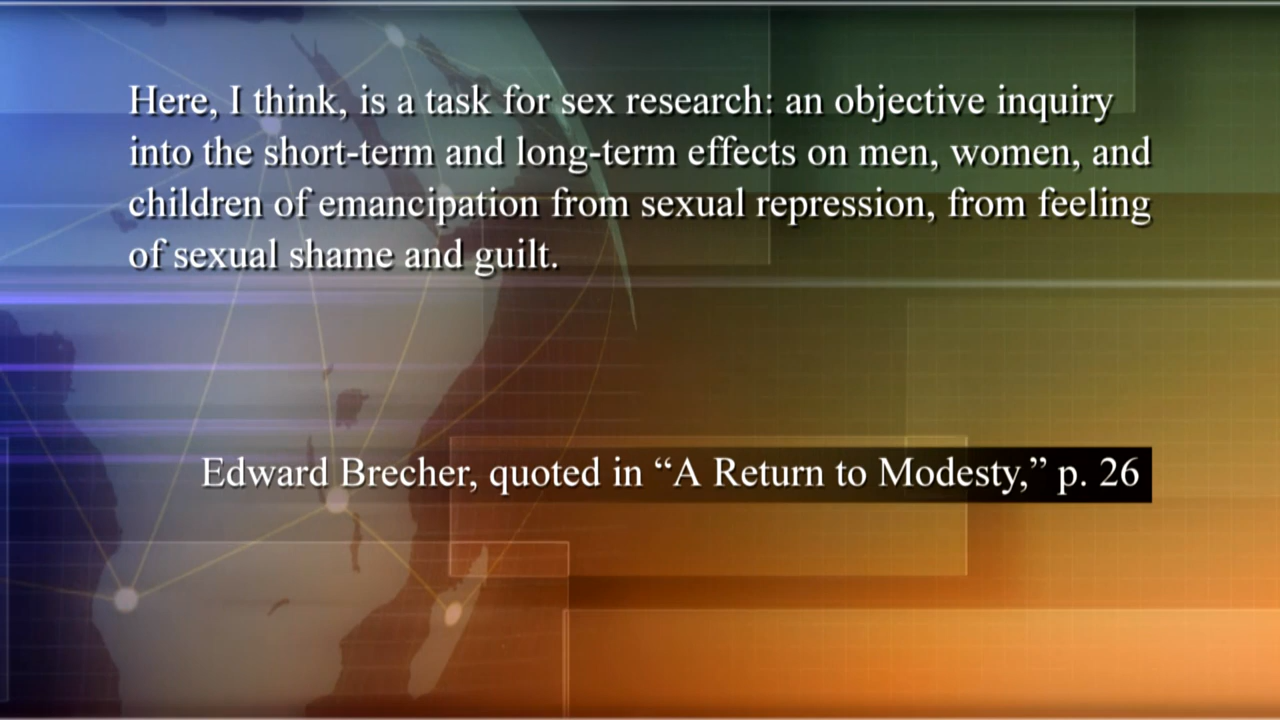 Here, I think, is a task for sex research: an objective inquiry
into the short-term and long-term effects on men, women, and
children of emancipation from sexual repression, from feeling
of sexual shame and guilt.
Edward Brecher, quoted in “A Return to Modesty,” p. 26